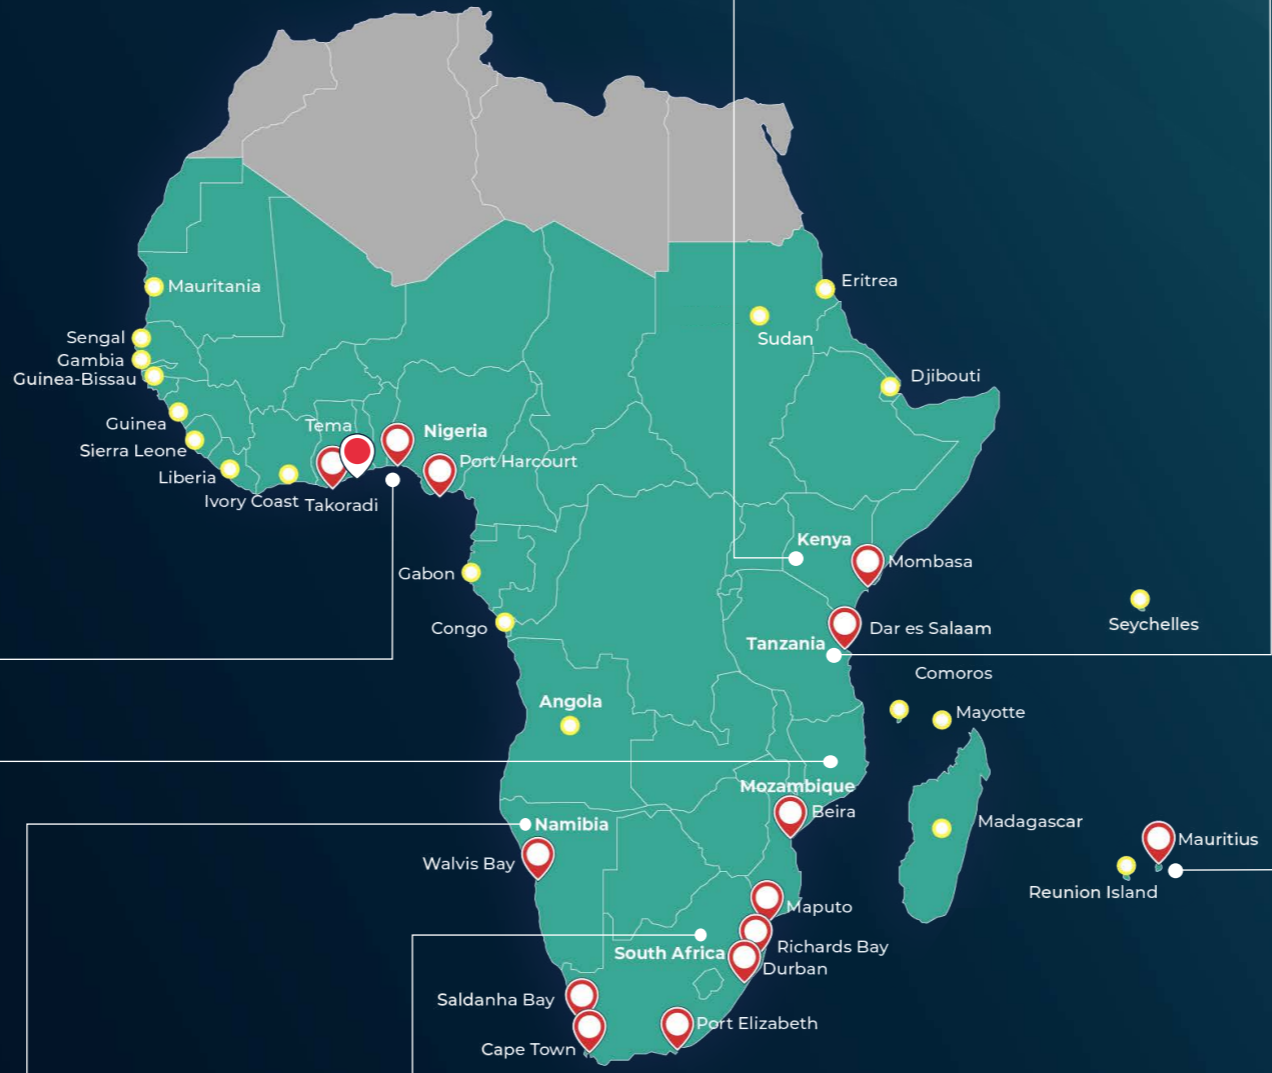 Mauritania
Eritrea
Sengal
Sudan
Gambia
Guinea-Bissau
Djibouti
Guinea
Tema
Nigeria
Sierra Leone
Port Harcourt
Liberia
Ivory Coast
Takoradi
Kenya
Mombasa
Gabon
Congo
Dar es Salaam
Seychelles
Tanzania
Comoros
Angola
Mayotte
Mozambique
Beira
Namibia
Madagascar
Mauritius
Walvis Bay
Reunion Island
Maputo
Richards Bay
South Africa
Durban
Saldanha Bay
Port Elizabeth
Cape Town